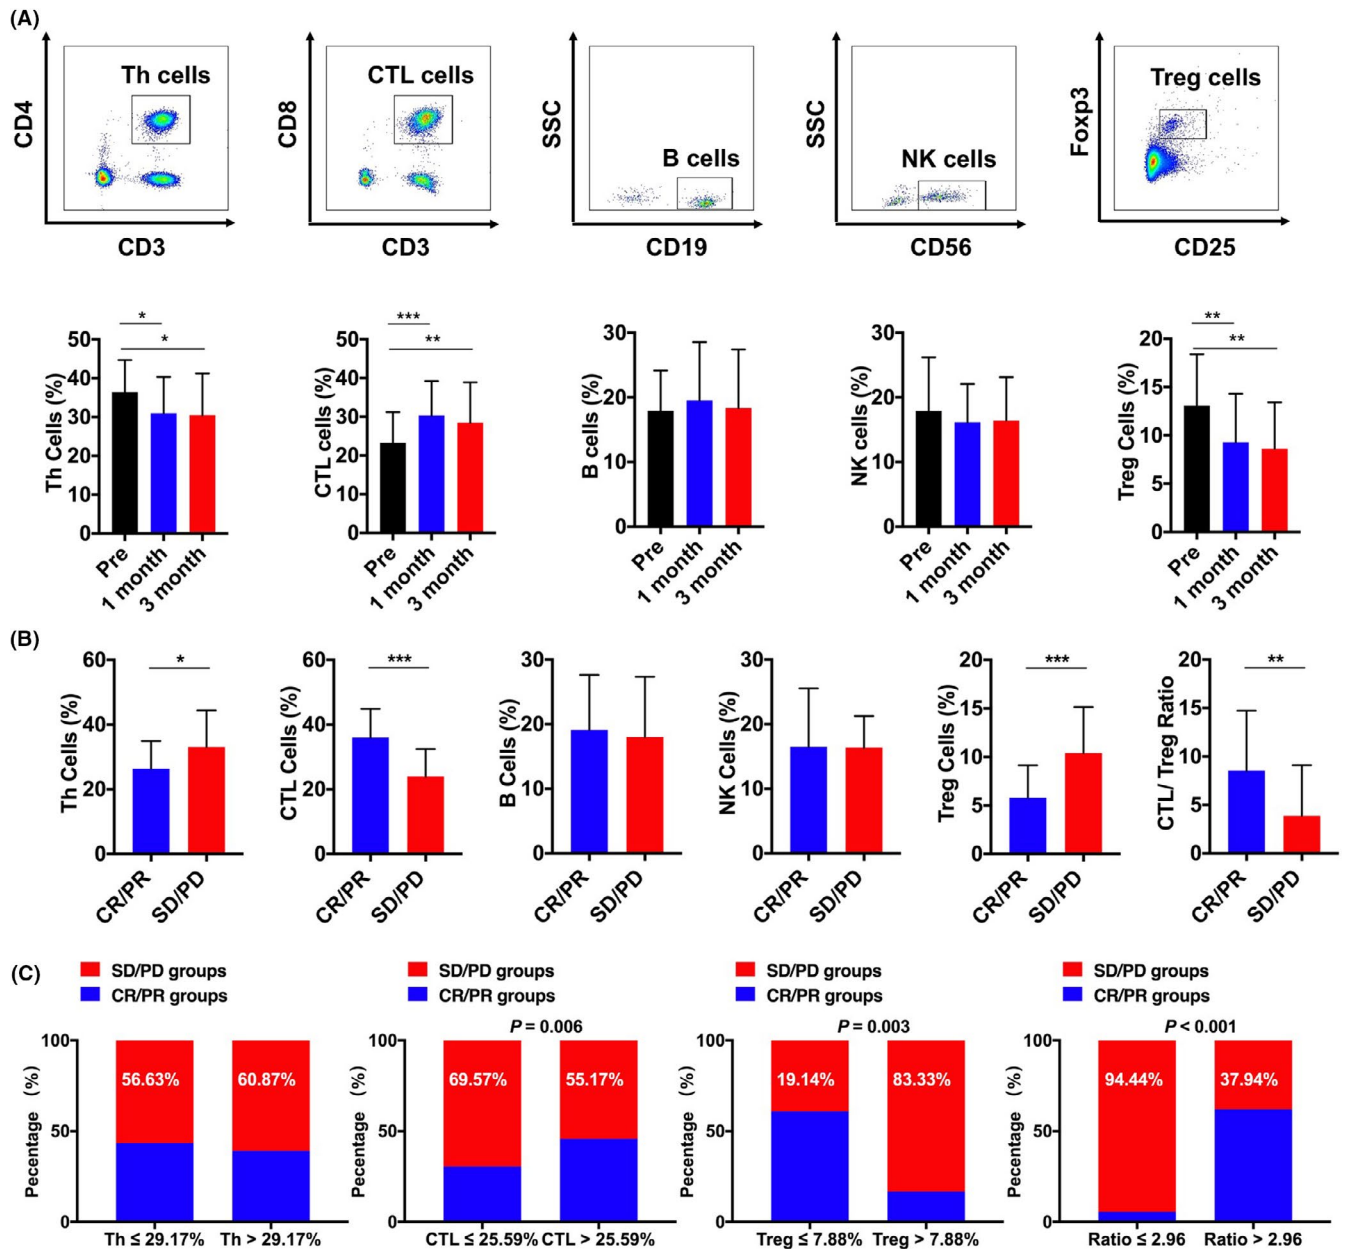 (A)
Th cells
CD4
CD3
CTL cells
CD8
CD3
B cells
SSC
CD19
NK cells
SSC
CD56
Treg cells
Foxp3
CD25
* *
Th Cells (%)
50
40
30
20
10
0
Pre
1 month
3 month
*** **
CTL cells (%)
50
40
30
20
10
0
Pre
1 month
3 month
B cells (%)
30
20
10
0
Pre
1 month
3 month
NK cells (%)
30
20
10
0
Pre
1 month
3 month
** **
Treg Cells (%)
20
15
10
5
0
Pre
1 month
3 month
(B)
*
Th Cells (%)
60
40
20
0
CR/PR
SD/PD
***
CTL Cells (%)
60
40
20
0
CR/PR
SD/PD
B Cells (%)
30
20
10
0
CR/PR
SD/PD
NK Cells (%)
30
20
10
0
CR/PR
SD/PD
***
Treg Cells (%)
20
15
10
5
0
CR/PR
SD/PD
**
CTL/ Treg Ratio
20
15
10
5
0
CR/PR
SD/PD
(C)
SD/PD groups
CR/PR groups
Pecentage (%)
100
50
0
56.63%
60.87%
Th ≤ 29.17%
Th > 29.17%
SD/PD groups
CR/PR groups
P = 0.006
Pecentage (%)
100
50
0
69.57%
55.17%
CTL ≤ 25.59%
CTL > 25.59%
SD/PD groups
CR/PR groups
P = 0.003
Pecentage (%)
100
50
0
19.14%
83.33%
Treg ≤ 7.88%
Treg > 7.88%
SD/PD groups
CR/PR groups
P < 0.001
Pecentage (%)
100
50
0
94.44%
37.94%
Ratio ≤ 2.96
Ratio > 2.96